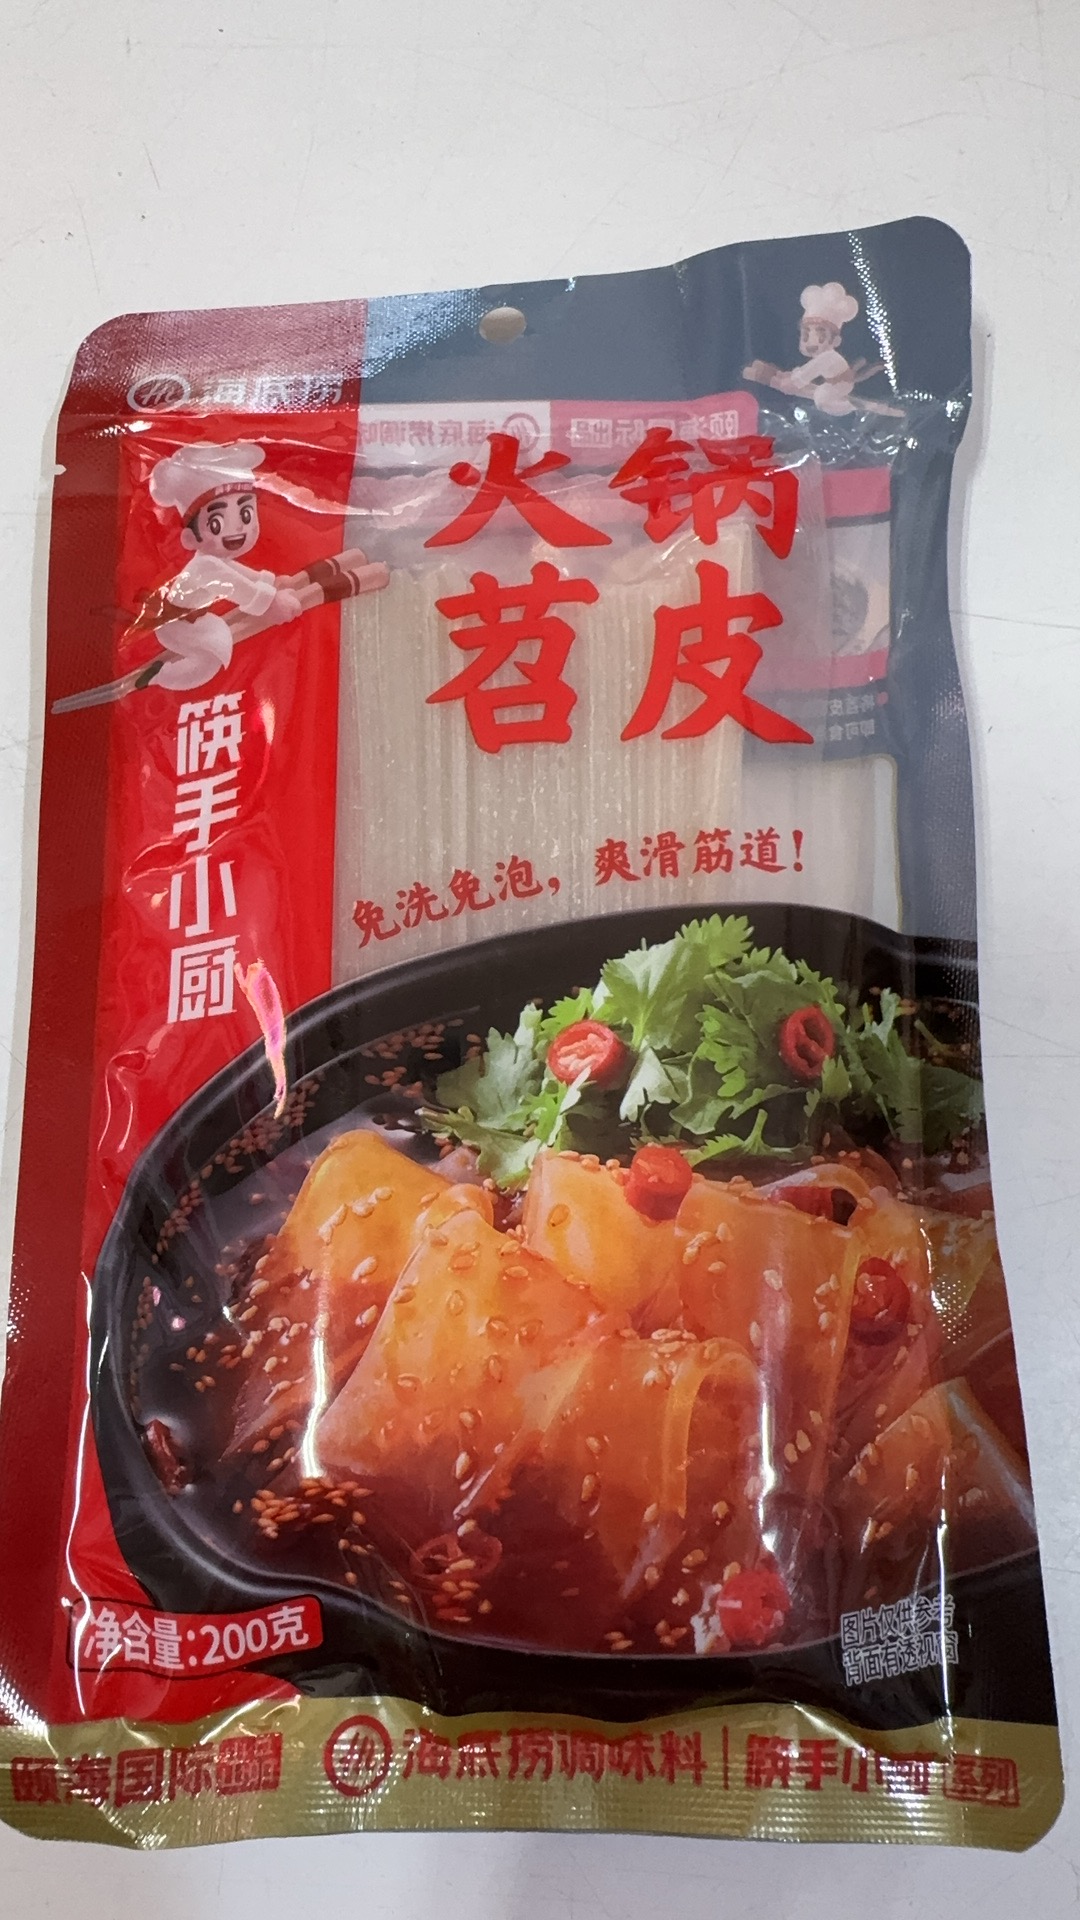 海底捞
火锅
苕皮
筷手小厨
免洗免泡，爽滑筋道！
净含量:200克
图片仅供参考
背面有透视窗
颐海国际出品 海底捞调味料 | 筷手小厨 系列